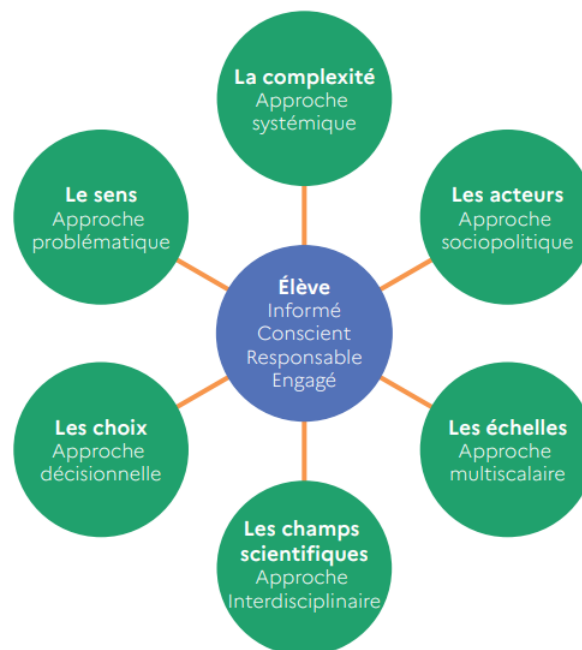 La complexité
Approche
systémique
Le sens
Approche
problématique
Les acteurs
Approche
sociopolitique
Élève
Informé
Conscient
Responsable
Engagé
Les choix
Approche
décisionnelle
Les échelles
Approche
multiscalaire
Les champs
scientifiques
Approche
Interdisciplinaire